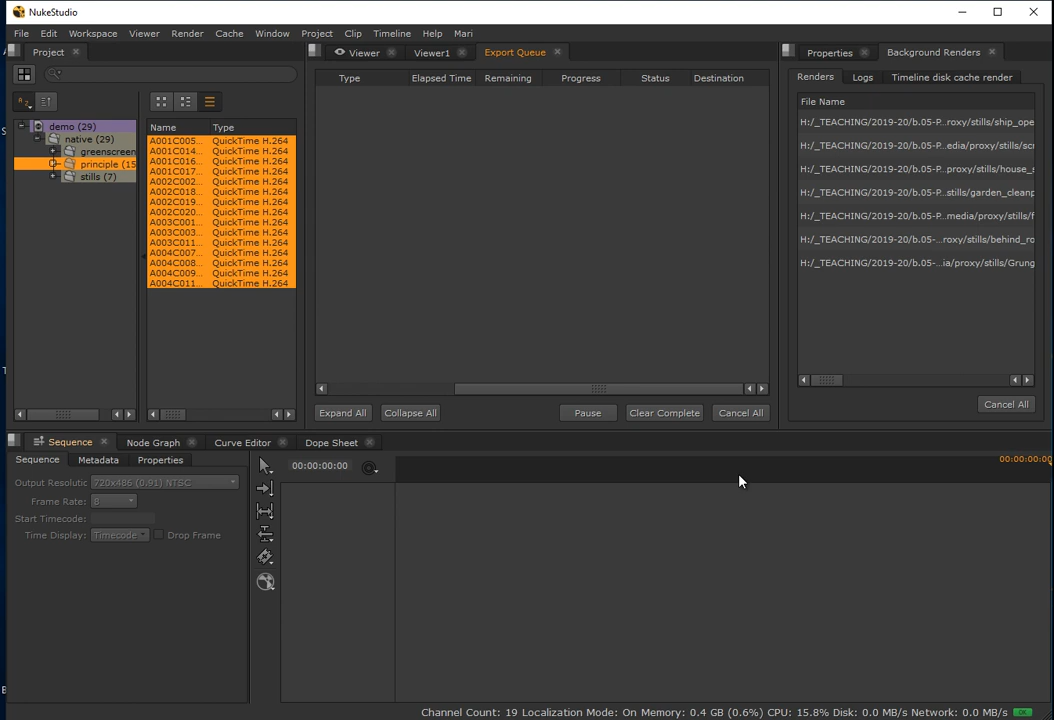 NukeStudio
File Edit Workspace Viewer Render Cache Window Project Clip Timeline Help Mari
Project Viewer Viewer1 Export Queue Properties Background Renders
Type Elapsed Time Remaining Progress Status Destination
Renders Logs Timeline disk cache render
File Name
demo (29)
native (29)
greenscreen
principle (15
stills (7)
Name Type
A001C005... QuickTime H.264
A001C014... QuickTime H.264
A001C016... QuickTime H.264
A001C017... QuickTime H.264
A002C002... QuickTime H.264
A002C018... QuickTime H.264
A002C019... QuickTime H.264
A002C020... QuickTime H.264
A003C001... QuickTime H.264
A003C003... QuickTime H.264
A003C011... QuickTime H.264
A004C007... QuickTime H.264
A004C008... QuickTime H.264
A004C009... QuickTime H.264
A004C011... QuickTime H.264
H:/_TEACHING/2019-20/b.05-P...roxy/stills/ship_ope
H:/_TEACHING/2019-20/b.05-P...edia/proxy/stills/scr
H:/_TEACHING/2019-20/b.05-P...proxy/stills/house_s
H:/_TEACHING/2019-20/b.05-P...stills/garden_cleanp
H:/_TEACHING/2019-20/b.05-P...media/proxy/stills/f
H:/_TEACHING/2019-20/b.05-...roxy/stills/behind_ro
H:/_TEACHING/2019-20/b.05-...ia/proxy/stills/Grung
Expand All Collapse All Pause Clear Complete Cancel All
Cancel All
Sequence Node Graph Curve Editor Dope Sheet
Sequence Metadata Properties
00:00:00:00
00:00:00:00
Output Resolutic 720x486 (0.91) NTSC
Frame Rate: 8
Start Timecode:
Time Display: Timecode Drop Frame
Channel Count: 19 Localization Mode: On Memory: 0.4 GB (0.6%) CPU: 15.8% Disk: 0.0 MB/s Network: 0.0 MB/s